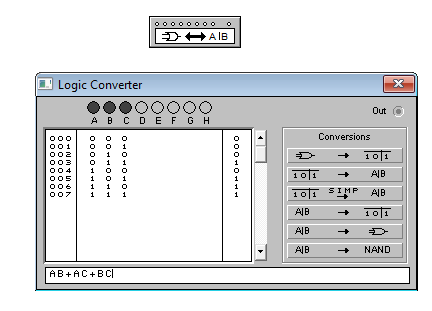 A|B
Logic Converter
A B C D E F G H
Out
000 0 0 0 0
001 0 0 1 0
002 0 1 0 0
003 0 1 1 1
004 1 0 0 0
005 1 0 1 1
006 1 1 0 1
007 1 1 1 1
Conversions
→ 1 0|1
1 0|1 → A|B
1 0|1 SIMP → A|B
A|B → 1 0|1
A|B →
A|B → NAND
AB+AC+BC